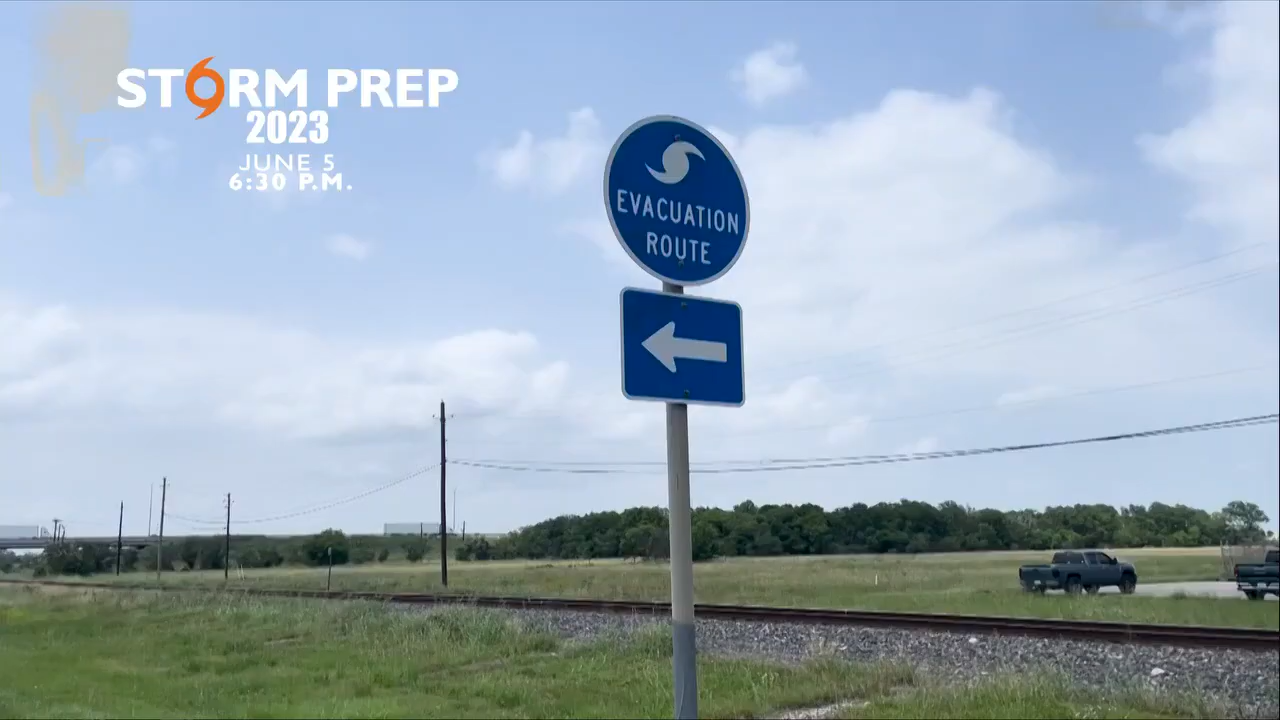 STORM PREP
2023
JUNE 5
6:30 P.M.
EVACUATION
ROUTE